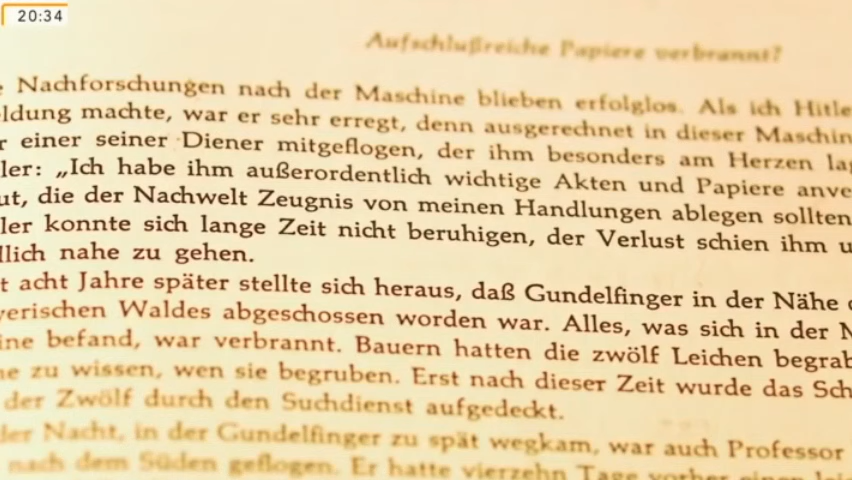 20:34
Aufschlußreiche Papiere verbrannt?
Nachforschungen nach der Maschine blieben erfolglos. Als ich Hitle
ldung machte, war er sehr erregt, denn ausgerechnet in dieser Maschin
r einer seiner Diener mitgeflogen, der ihm besonders am Herzen lag
ler: „Ich habe ihm außerordentlich wichtige Akten und Papiere anve
ut, die der Nachwelt Zeugnis von meinen Handlungen ablegen sollten
ler konnte sich lange Zeit nicht beruhigen, der Verlust schien ihm u
llich nahe zu gehen.
t acht Jahre später stellte sich heraus, daß Gundelfinger in der Nähe
yerischen Waldes abgeschossen worden war. Alles, was sich in der M
ine befand, war verbrannt. Bauern hatten die zwölf Leichen begrab
ne zu wissen, wen sie begruben. Erst nach dieser Zeit wurde das Sch
der Zwölf durch den Suchdienst aufgedeckt.
der Nacht, in der Gundelfinger zu spät wegkam, war auch Professor
nach dem Süden geflogen. Er hatte vierzehn Tage vorher einen